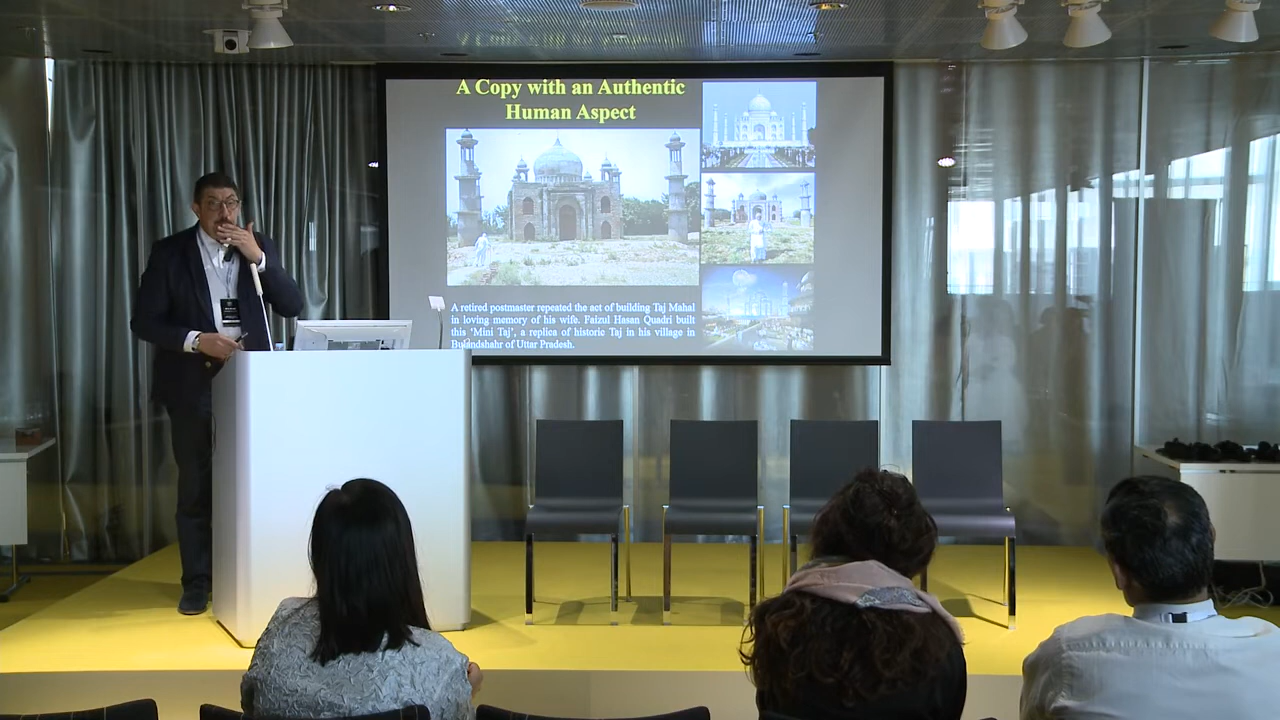 A Copy with an Authentic
Human Aspect
A retired postmaster repeated the act of building Taj Mahal
in loving memory of his wife. Faizul Hasan Quadri built
this 'Mini Taj', a replica of historic Taj in his village in
Bulandshahr of Uttar Pradesh.